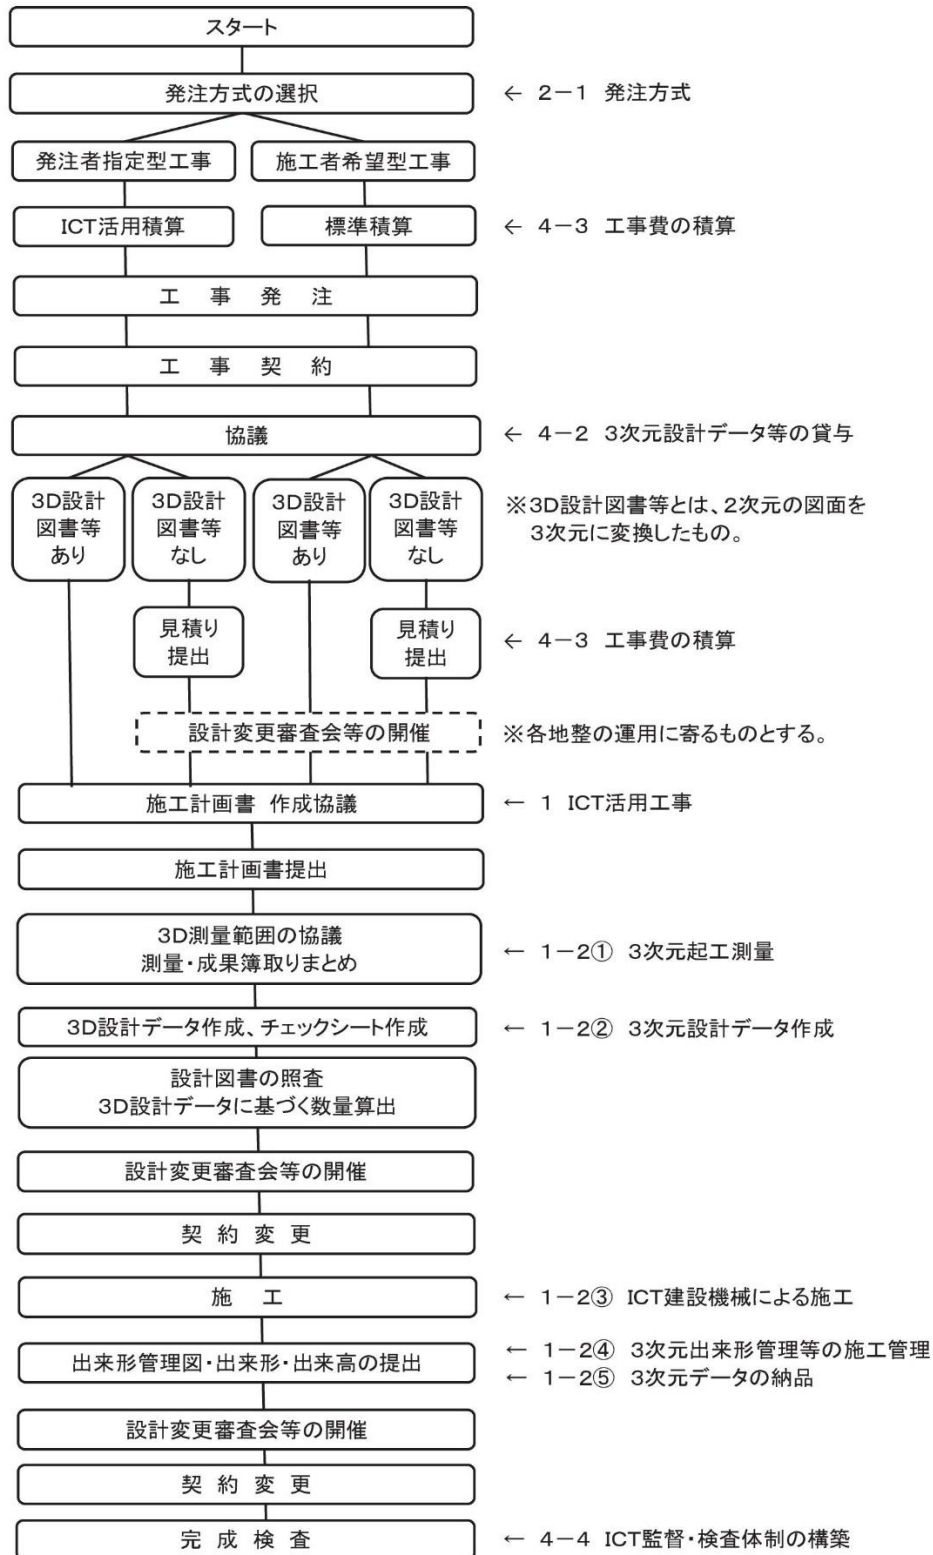 スタート
発注方式の選択
← 2-1 発注方式
発注者指定型工事
施工者希望型工事
ICT活用積算
標準積算
← 4-3 工事費の積算
工 事 発 注
工 事 契 約
協議
← 4-2 3次元設計データ等の貸与
3D設計
図書等
あり
3D設計
図書等
なし
3D設計
図書等
あり
3D設計
図書等
なし
※3D設計図書等とは、2次元の図面を
3次元に変換したもの。
見積り
提出
見積り
提出
← 4-3 工事費の積算
設計変更審査会等の開催
※各地整の運用に寄るものとする。
施工計画書 作成協議
← 1 ICT活用工事
施工計画書提出
3D測量範囲の協議
測量・成果簿取りまとめ
← 1-2① 3次元起工測量
3D設計データ作成、チェックシート作成
← 1-2② 3次元設計データ作成
設計図書の照査
3D設計データに基づく数量算出
設計変更審査会等の開催
契 約 変 更
施 工
← 1-2③ ICT建設機械による施工
出来形管理図・出来形・出来高の提出
← 1-2④ 3次元出来形管理等の施工管理
← 1-2⑤ 3次元データの納品
設計変更審査会等の開催
契 約 変 更
完 成 検 査
← 4-4 ICT監督・検査体制の構築